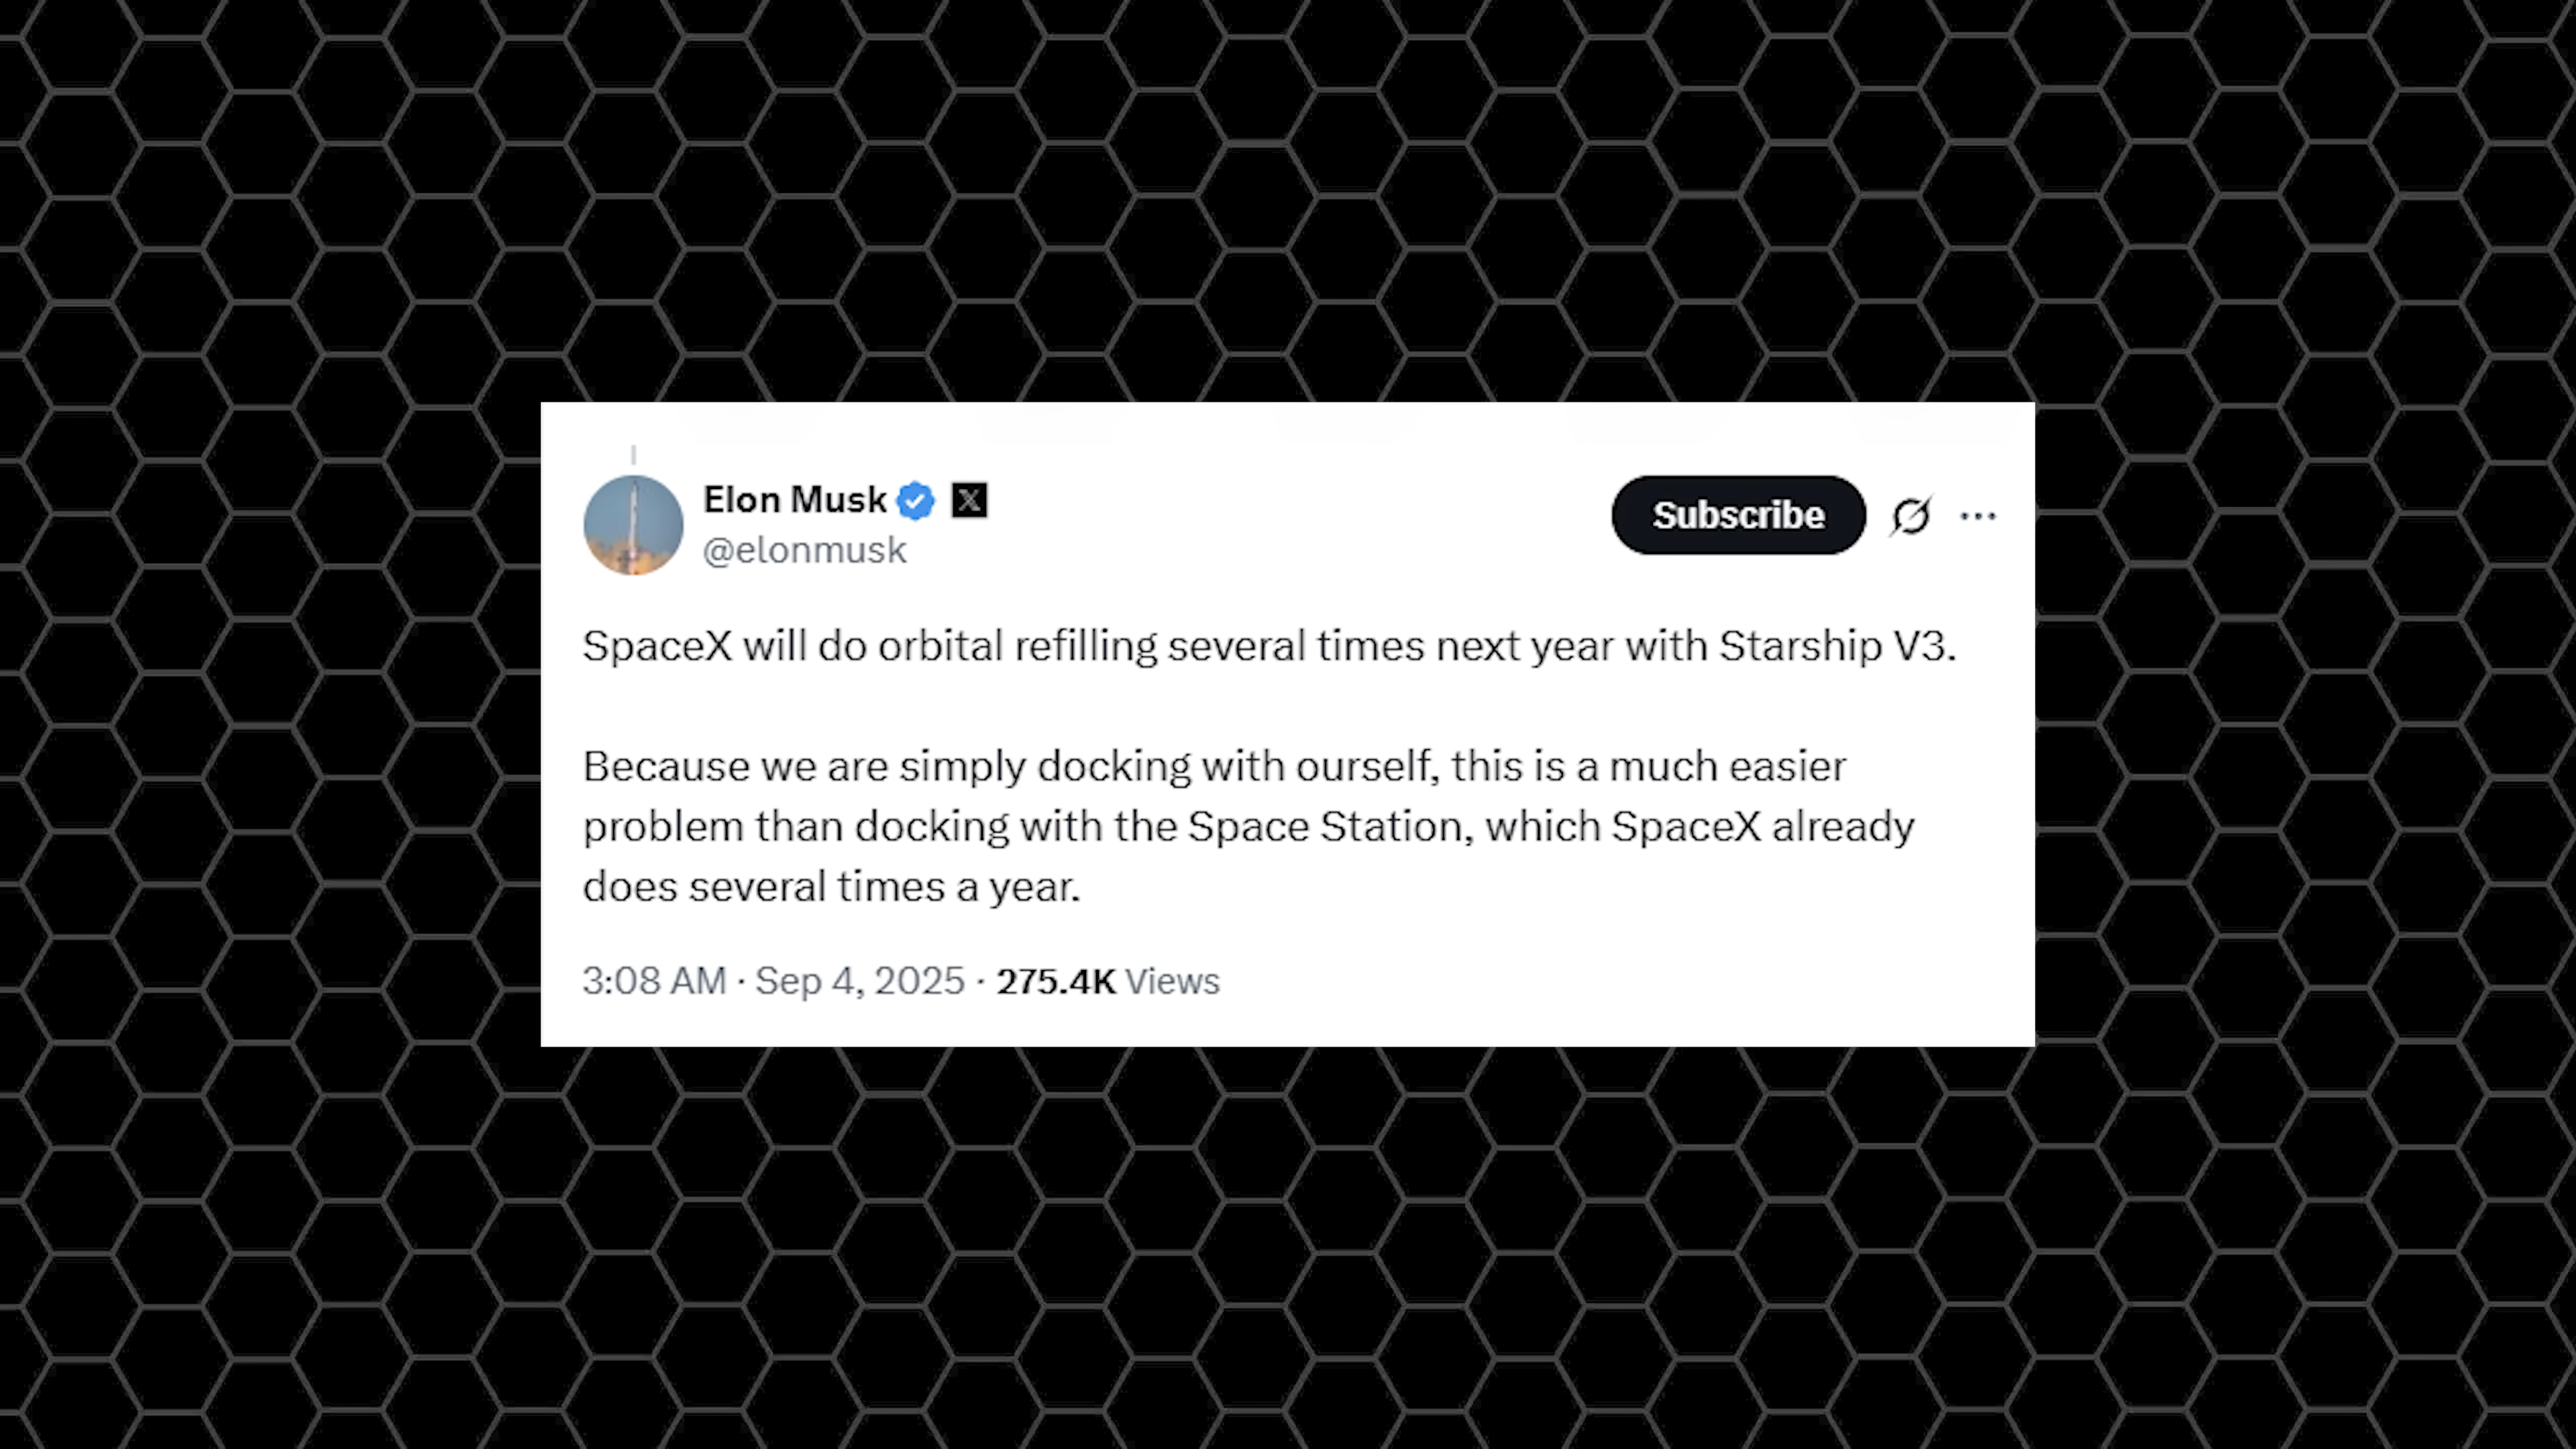 Elon Musk
@elonmusk
Subscribe
SpaceX will do orbital refilling several times next year with Starship V3.
Because we are simply docking with ourself, this is a much easier
problem than docking with the Space Station, which SpaceX already
does several times a year.
3:08 AM · Sep 4, 2025 · 275.4K Views